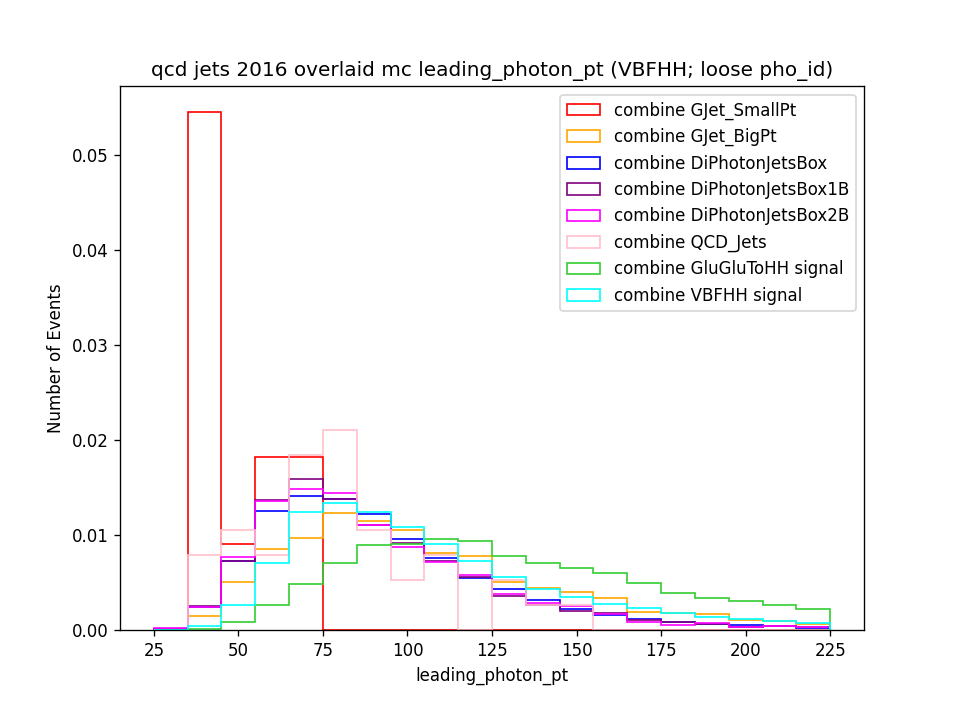 qcd jets 2016 overlaid mc leading_photon_pt (VBFHH; loose pho_id)
combine GJet_SmallPt
combine GJet_BigPt
combine DiPhotonJetsBox
combine DiPhotonJetsBox1B
combine DiPhotonJetsBox2B
combine QCD_Jets
combine GluGluToHH signal
combine VBFHH signal
Number of Events
0.05
0.04
0.03
0.02
0.01
0.00
25 50 75 100 125 150 175 200 225
leading_photon_pt